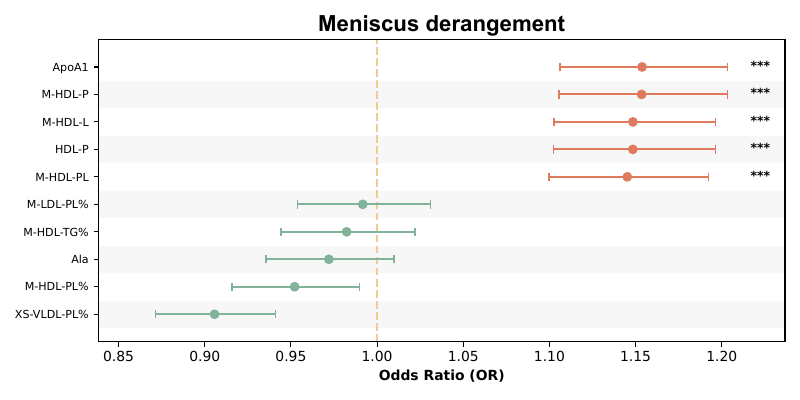 Meniscus derangement
ApoA1 ***
M-HDL-P ***
M-HDL-L ***
HDL-P ***
M-HDL-PL ***
M-LDL-PL%
M-HDL-TG%
Ala
M-HDL-PL%
XS-VLDL-PL%
0.85 0.90 0.95 1.00 1.05 1.10 1.15 1.20
Odds Ratio (OR)